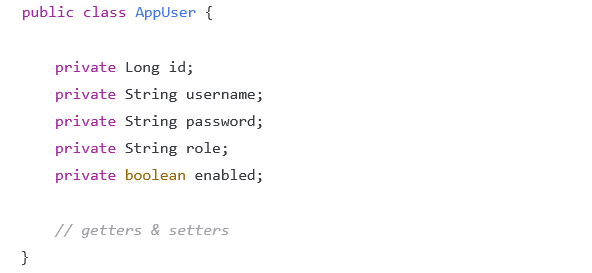 public class AppUser {
private Long id;
private String username;
private String password;
private String role;
private boolean enabled;
// getters & setters
}